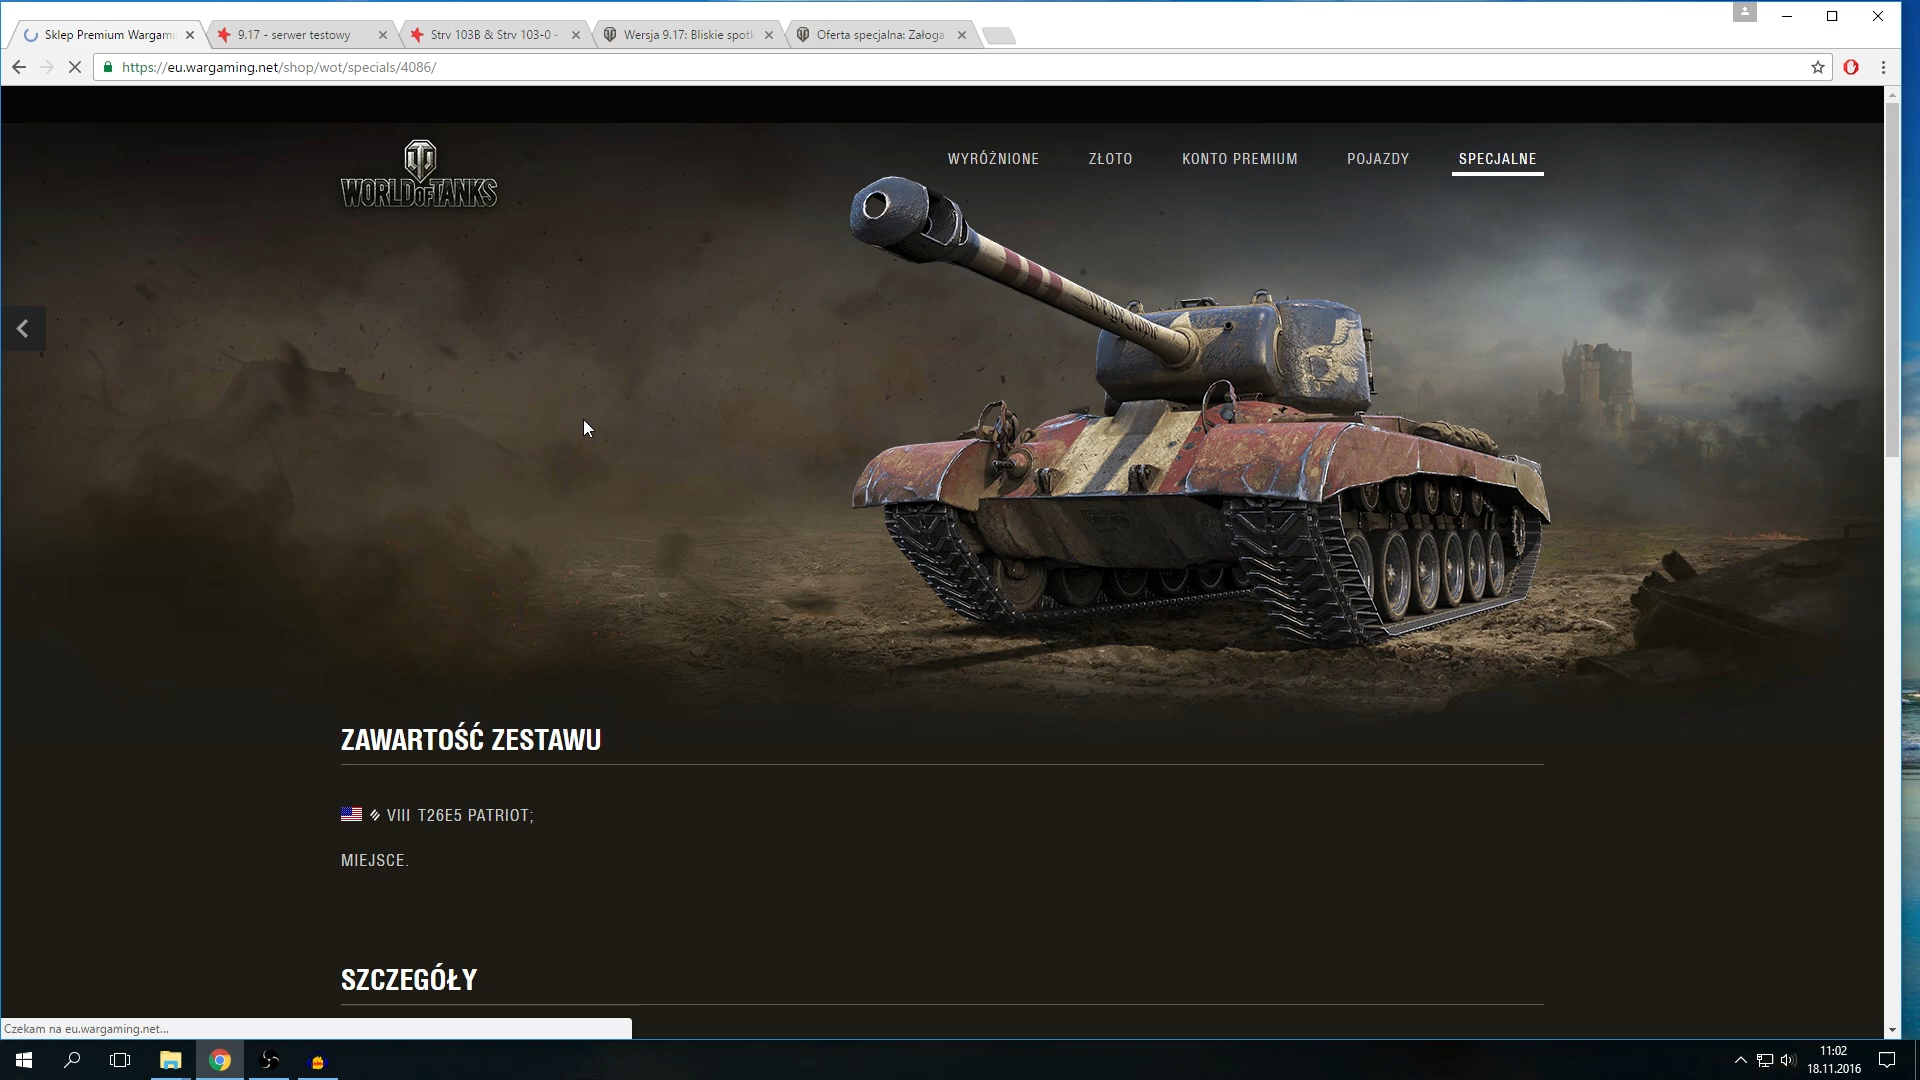 Sklep Premium Wargami
9.17 - serwer testowy
Strv 103B & Strv 103-0 -
Wersja 9.17: Bliskie spotk
Oferta specjalna: Załoga
https://eu.wargaming.net/shop/wot/specials/4086/
WORLD OF TANKS
WYRÓŻNIONE
ZŁOTO
KONTO PREMIUM
POJAZDY
SPECJALNE
ZAWARTOŚĆ ZESTAWU
VIII T26E5 PATRIOT;
MIEJSCE.
SZCZEGÓŁY
Czekam na eu.wargaming.net...
11:02
18.11.2016